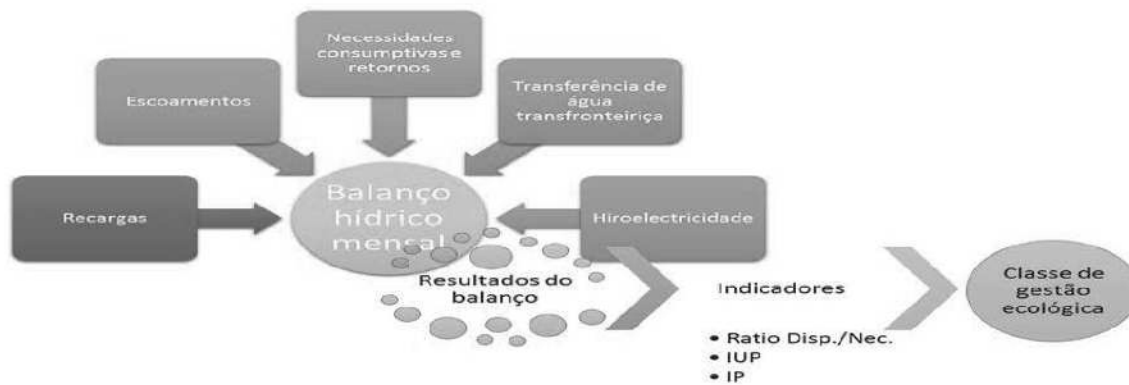 Necessidades
consumptivas e
retornos
Escoamentos
Transferência de
água
transfronteiriça
Recargas
Balanço
hídrico
mensal
Hiroelectricidade
Resultados do
balanço
Indicadores
• Ratio Disp./Nec.
• IUP
• IP
Classe de
gestão
ecológica